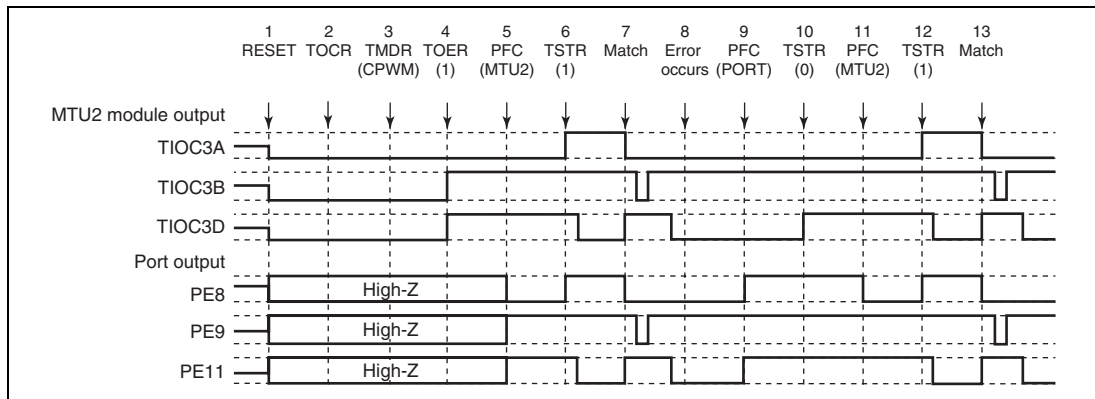 1 2 3 4 5 6 7 8 9 10 11 12 13
RESET TOCR TMDR TOER PFC TSTR Match Error PFC TSTR PFC TSTR Match
(CPWM) (1) (MTU2) (1) occurs (PORT) (0) (MTU2) (1)
MTU2 module output
TIOC3A
TIOC3B
TIOC3D
Port output
PE8 High-Z
PE9 High-Z
PE11 High-Z